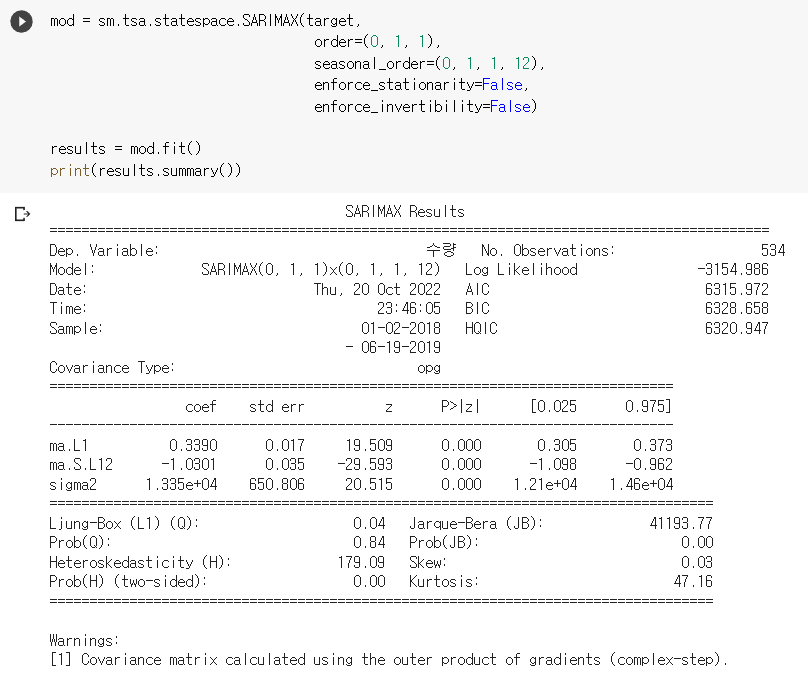 mod = sm.tsa.statespace.SARIMAX(target,
                                order=(0, 1, 1),
                                seasonal_order=(0, 1, 1, 12),
                                enforce_stationarity=False,
                                enforce_invertibility=False)
results = mod.fit()
print(results.summary())
SARIMAX Results
==========================================================================================
Dep. Variable: 수량 No. Observations: 534
Model: SARIMAX(0, 1, 1)x(0, 1, 1, 12) Log Likelihood -3154.986
Date: Thu, 20 Oct 2022 AIC 6315.972
Time: 23:46:05 BIC 6328.658
Sample: 01-02-2018 HQIC 6320.947
- 06-19-2019
Covariance Type: opg
==============================================================================
coef std err z P>|z| [0.025 0.975]
------------------------------------------------------------------------------
ma.L1 0.3390 0.017 19.509 0.000 0.305 0.373
ma.S.L12 -1.0301 0.035 -29.593 0.000 -1.098 -0.962
sigma2 1.335e+04 650.806 20.515 0.000 1.21e+04 1.46e+04
===================================================================================
Ljung-Box (L1) (Q): 0.04 Jarque-Bera (JB): 41193.77
Prob(Q): 0.84 Prob(JB): 0.00
Heteroskedasticity (H): 179.09 Skew: 0.03
Prob(H) (two-sided): 0.00 Kurtosis: 47.16
===================================================================================
Warnings:
[1] Covariance matrix calculated using the outer product of gradients (complex-step).